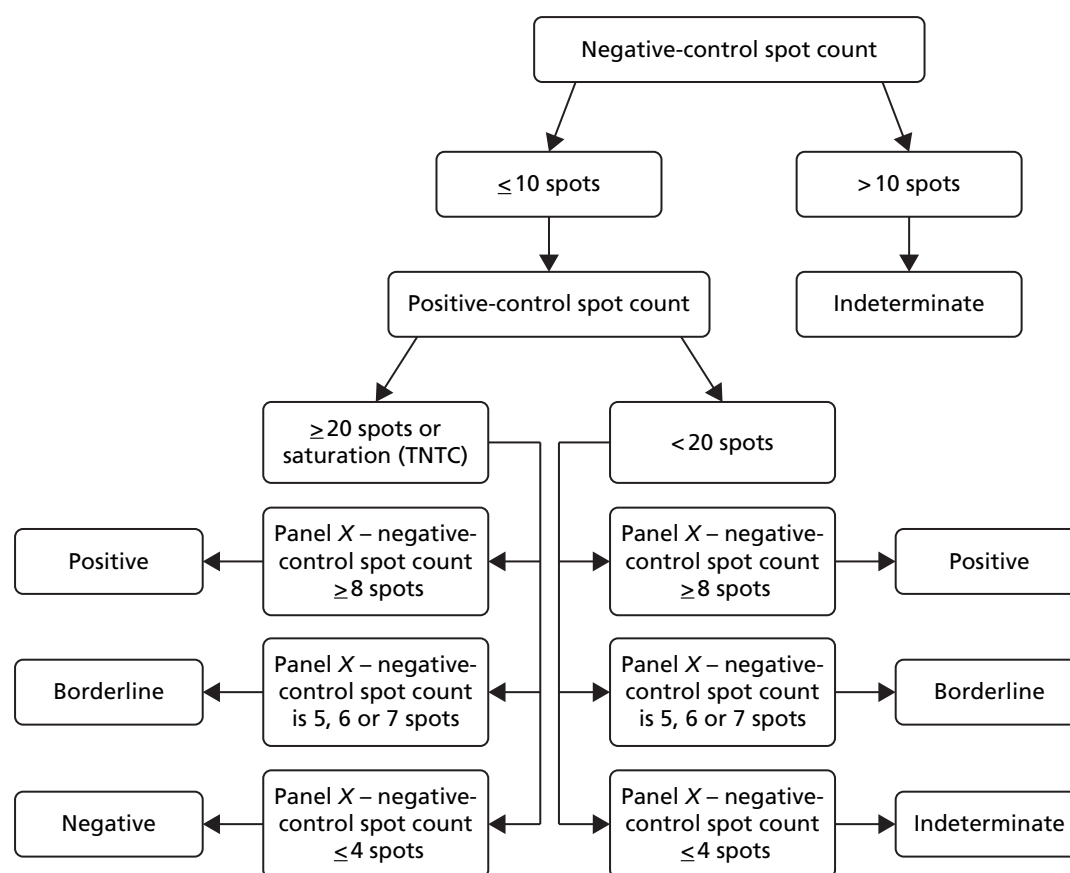 Negative-control spot count
≤10 spots
>10 spots
Positive-control spot count
Indeterminate
≥20 spots or
saturation (TNTC)
<20 spots
Positive
Panel X – negative-
control spot count
≥8 spots
Panel X – negative-
control spot count
≥8 spots
Positive
Borderline
Panel X – negative-
control spot count
is 5, 6 or 7 spots
Panel X – negative-
control spot count
is 5, 6 or 7 spots
Borderline
Negative
Panel X – negative-
control spot count
≤4 spots
Panel X – negative-
control spot count
≤4 spots
Indeterminate